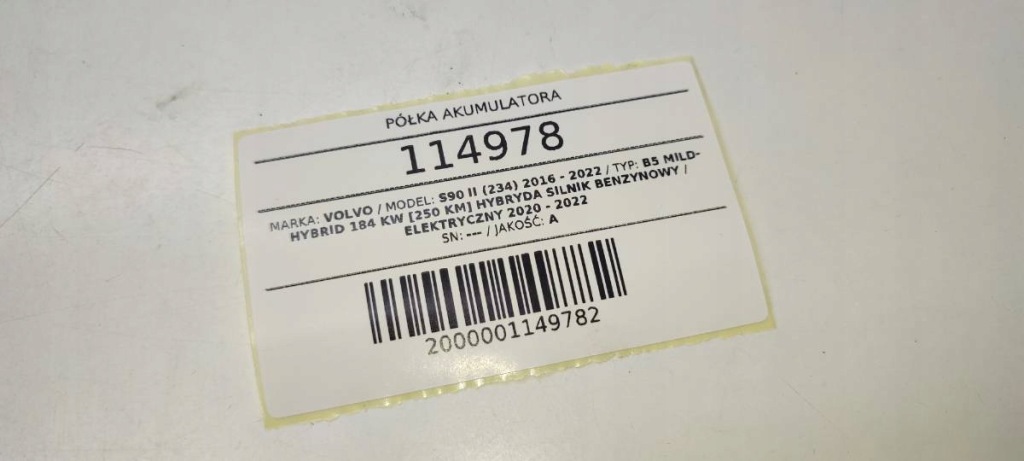 PÓŁKA AKUMULATORA
114978
MARKA: VOLVO / MODEL: S90 II (234) 2016 - 2022 / TYP: B5 MILD-
HYBRID 184 KW [250 KM] HYBRYDA SILNIK BENZYNOWY /
ELEKTRYCZNY 2020 - 2022
SN: --- / JAKOŚĆ: A
2000001149782